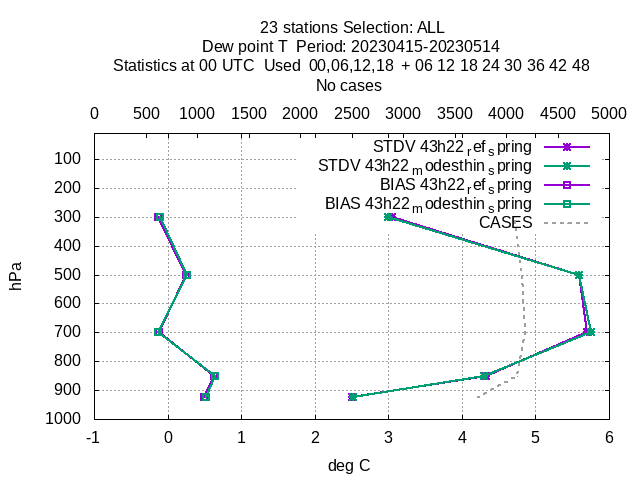 23 stations Selection: ALL
Dew point T  Period: 20230415-20230514
Statistics at 00 UTC  Used  00,06,12,18  + 06 12 18 24 30 36 42 48
No cases
0 500 1000 1500 2000 2500 3000 3500 4000 4500 5000
STDV 43h22_ref_spring
STDV 43h22_modesthin_spring
BIAS 43h22_ref_spring
BIAS 43h22_modesthin_spring
CASES
100
200
300
400
500
600
700
800
900
1000
hPa
-1 0 1 2 3 4 5 6
deg C